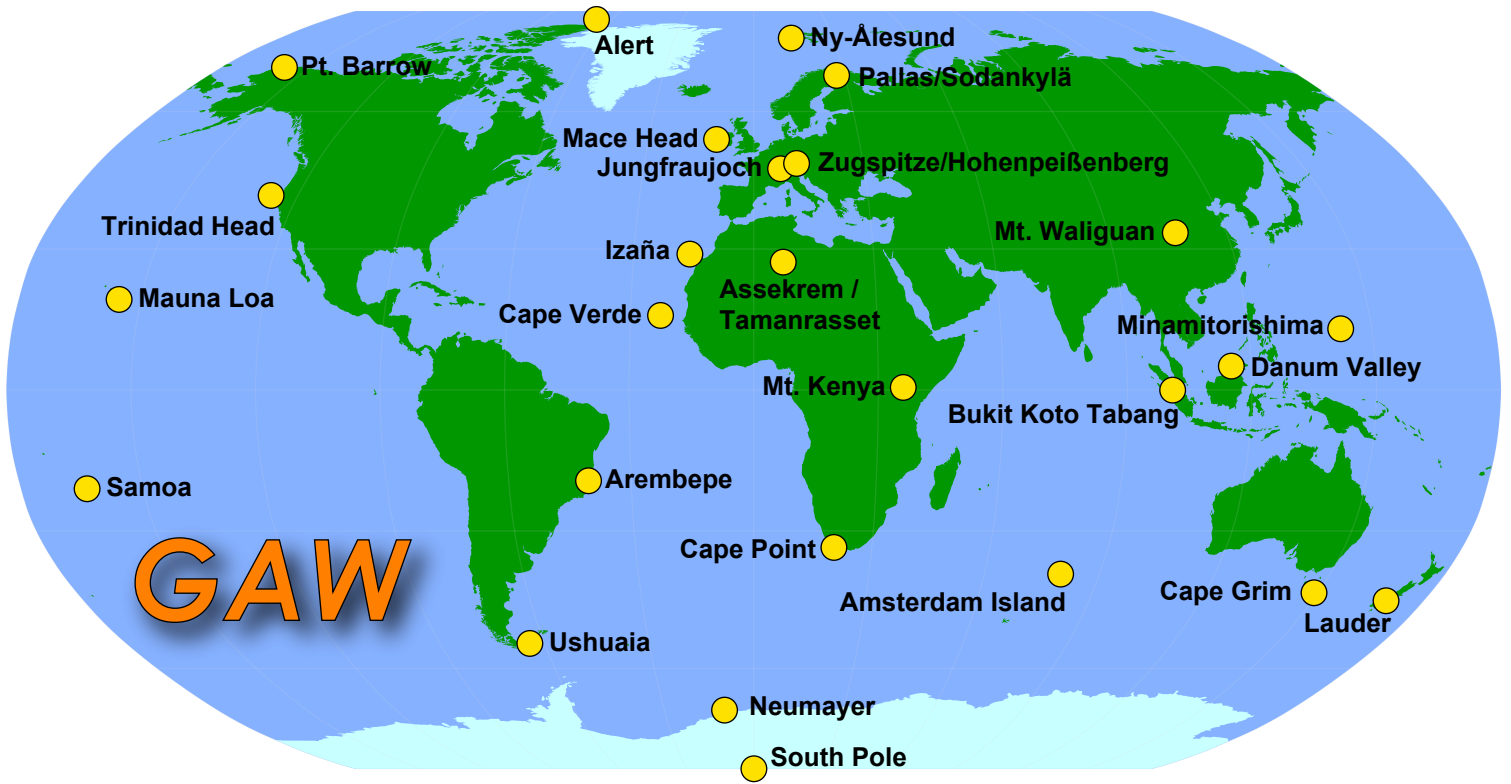 Alert
Ny-Ålesund
Pt. Barrow
Pallas/Sodankylä
Mace Head
Jungfraujoch
Zugspitze/Hohenpeißenberg
Trinidad Head
Mt. Waliguan
Izaña
Assekrem /
Tamanrasset
Mauna Loa
Cape Verde
Minamitorishima
Danum Valley
Mt. Kenya
Bukit Koto Tabang
Samoa
Arembepe
GAW
Cape Point
Amsterdam Island
Cape Grim
Lauder
Ushuaia
Neumayer
South Pole